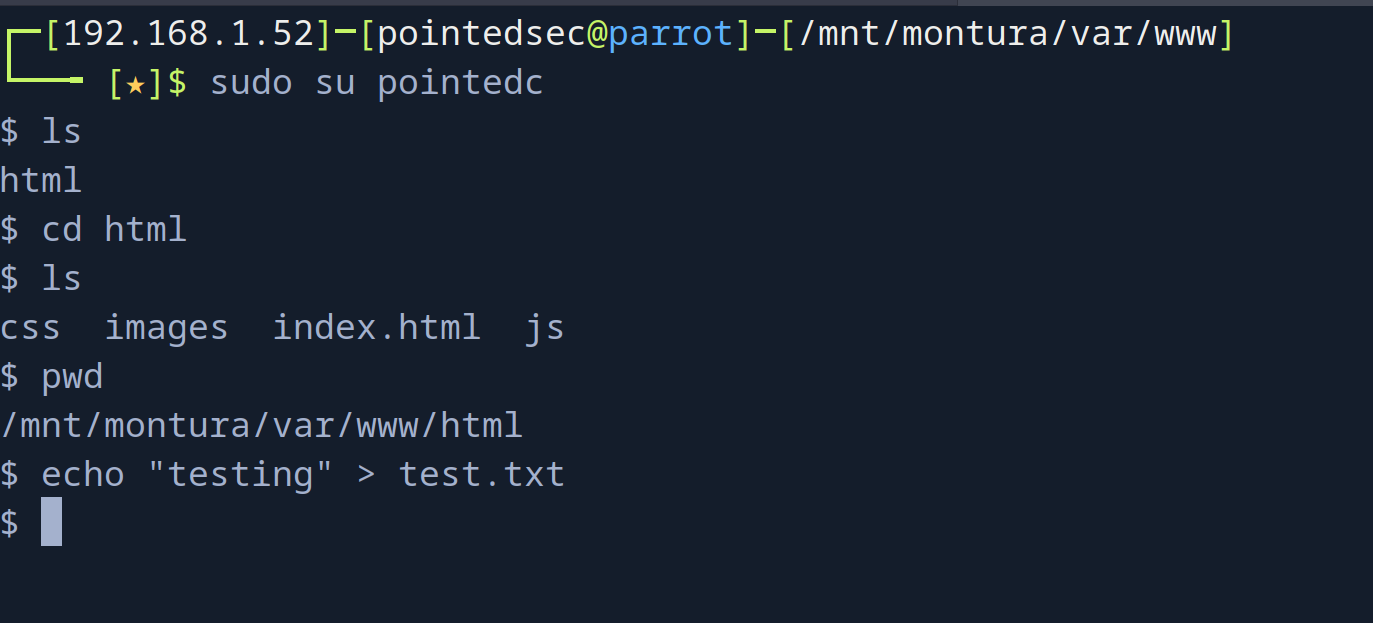 ┌─[192.168.1.52]─[pointedsec@parrot]─[/mnt/montura/var/www]
└──╼ [★]$ sudo su pointedc
$ ls
html
$ cd html
$ ls
css  images  index.html  js
$ pwd
/mnt/montura/var/www/html
$ echo "testing" > test.txt
$